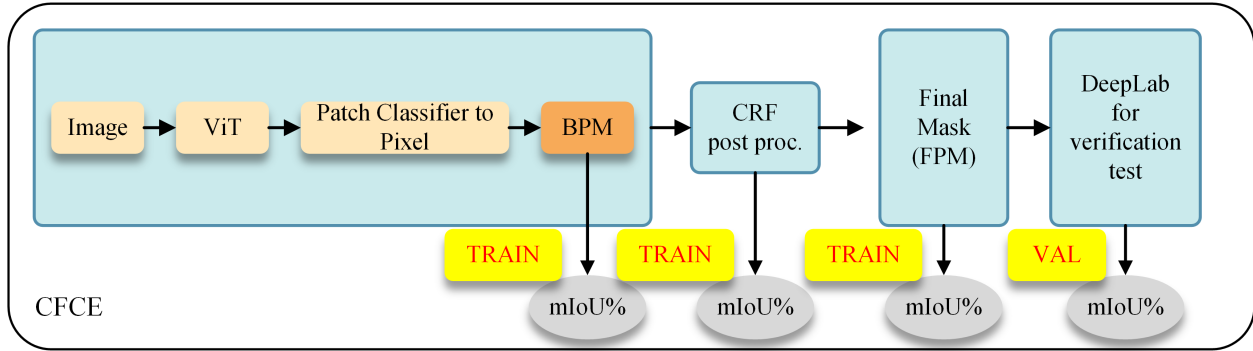 Image
ViT
Patch Classifier to
Pixel
BPM
CRF
post proc.
Final
Mask
(FPM)
DeepLab
for
verification
test
TRAIN
TRAIN
TRAIN
VAL
mIoU%
mIoU%
mIoU%
mIoU%
CFCE